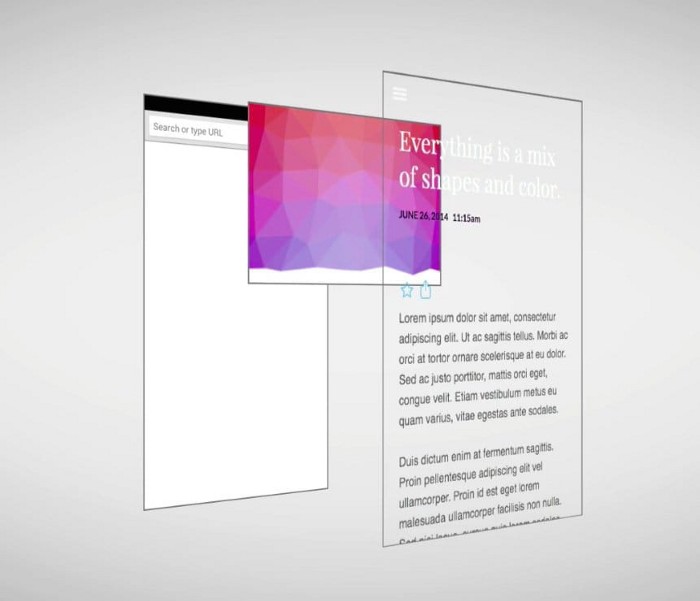 Search or type URL
Everything is a mix
of shapes and color.
JUNE 26, 2014 11:15am
Lorem ipsum dolor sit amet, consectetur
adipiscing elit. Ut ac sagittis tellus. Morbi ac
orci at tortor ornare scelerisque at eu dolor.
Sed ac justo porttitor, mattis orci eget,
congue velit. Etiam vestibulum metus eu
quam varius, vitae egestas ante sodales.
Duis dictum enim at fermentum sagittis.
Proin pellentesque adipiscing elit vel
ullamcorper. Proin id est eget lorem
malesuada ullamcorper facilisis non nulla.